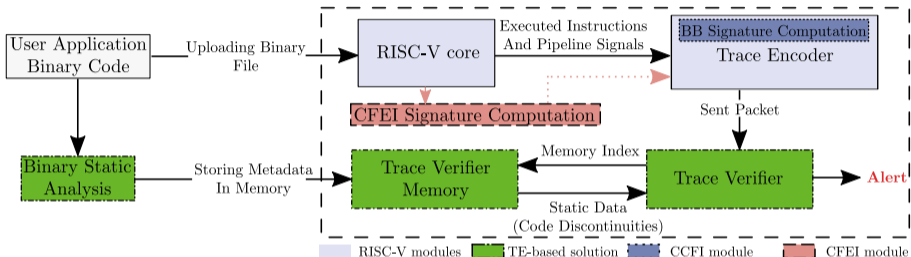 User Application
Binary Code
Uploading Binary
File
RISC-V core
Executed Instructions
And Pipeline Signals
BB Signature Computation
Trace Encoder
CFEI Signature Computation
Sent Packet
Binary Static
Analysis
Storing Metadata
In Memory
Trace Verifier
Memory
Memory Index
Static Data
(Code Discontinuities)
Trace Verifier
Alert
RISC-V modules
TE-based solution
CCFI module
CFEI module